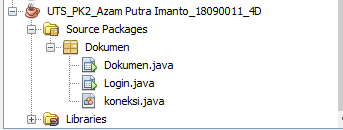 UTS_PK2_Azam Putra Imanto_18090011_4D
Source Packages
Dokumen
Dokumen.java
Login.java
koneksi.java
Libraries